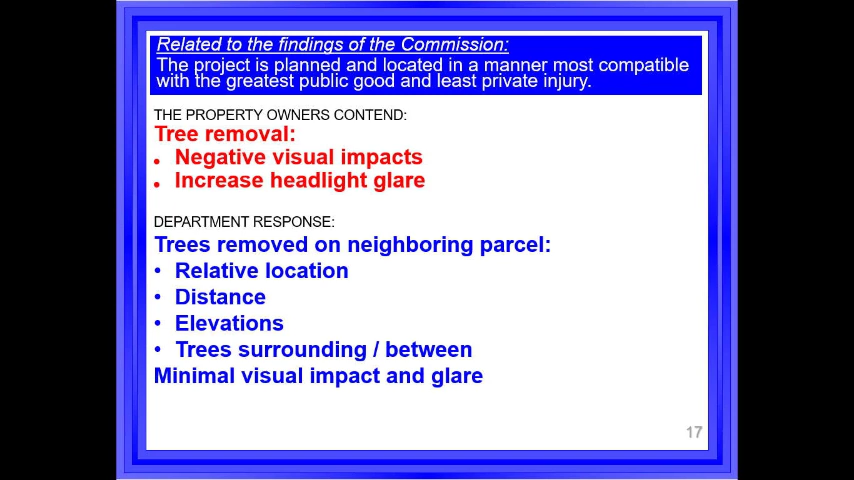 Related to the findings of the Commission:
The project is planned and located in a manner most compatible
with the greatest public good and least private injury.
THE PROPERTY OWNERS CONTEND:
Tree removal:
• Negative visual impacts
• Increase headlight glare
DEPARTMENT RESPONSE:
Trees removed on neighboring parcel:
• Relative location
• Distance
• Elevations
• Trees surrounding / between
Minimal visual impact and glare
17